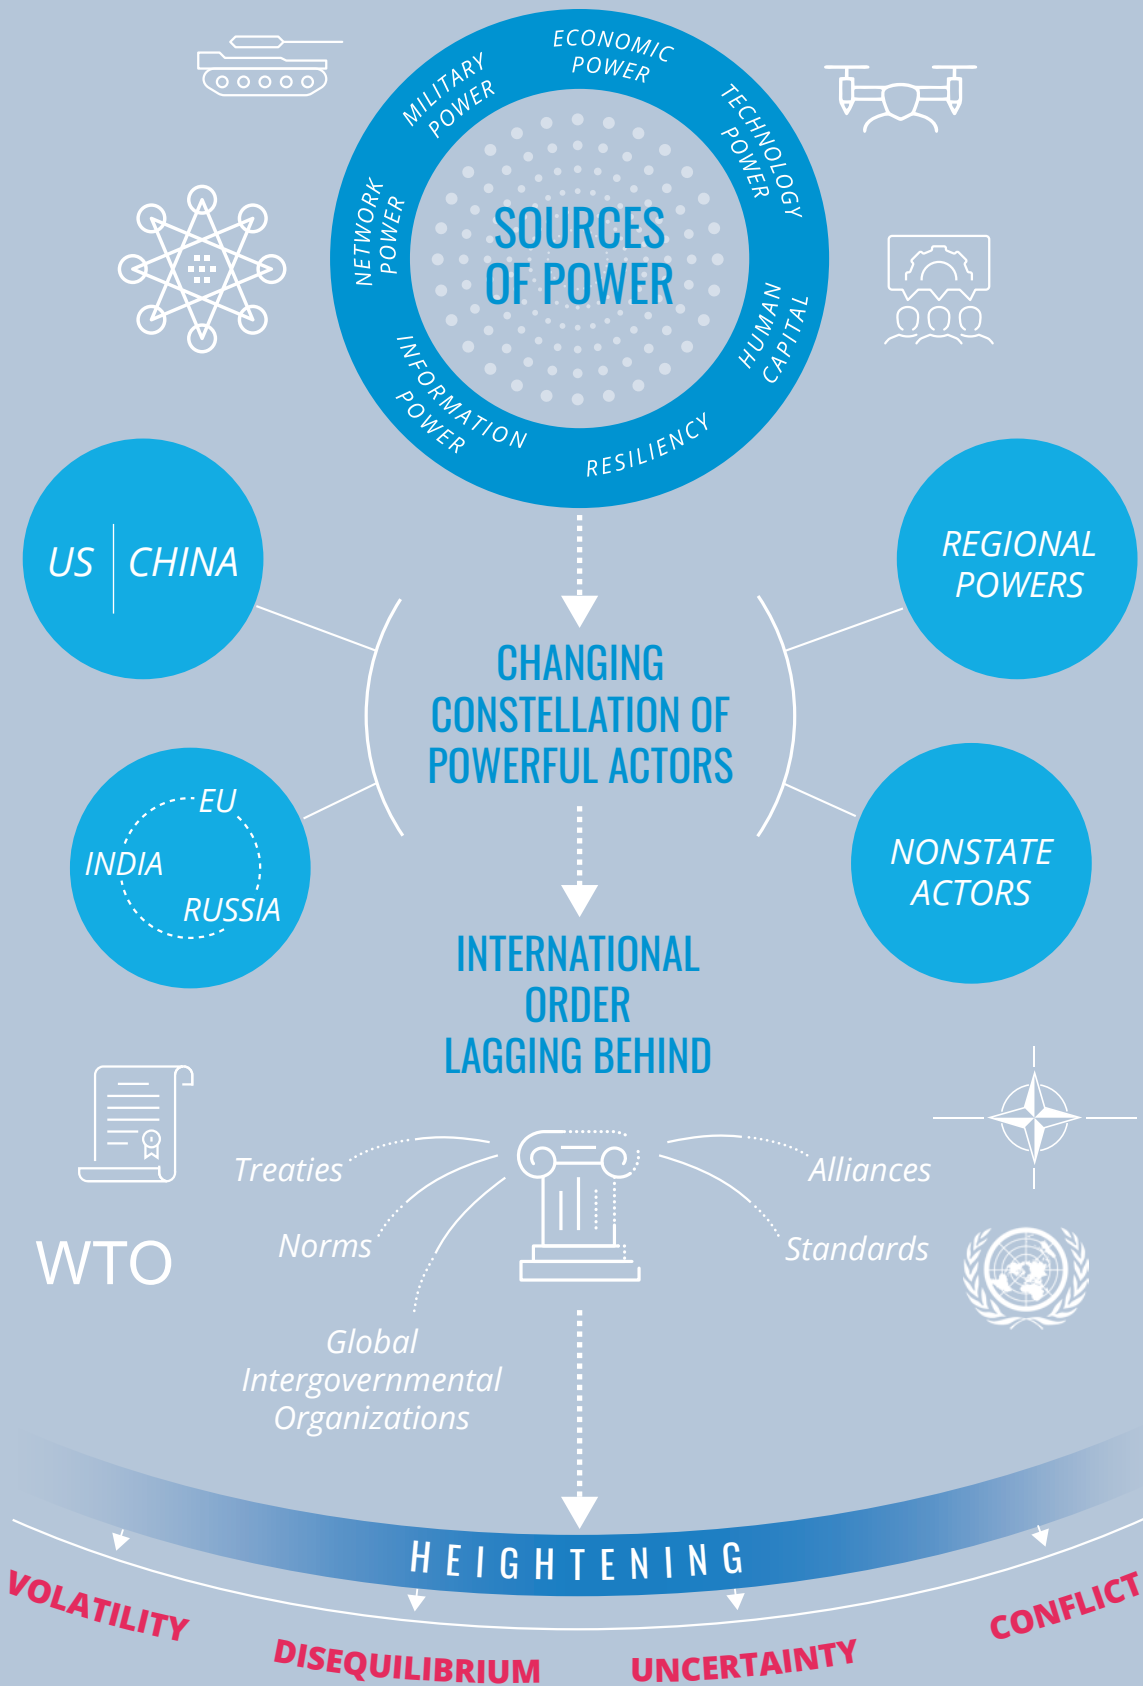 ECONOMIC
POWER
MILITARY
POWER
TECHNOLOGY
POWER
NETWORK
POWER
SOURCES
OF POWER
HUMAN
CAPITAL
INFORMATION
POWER
RESILIENCY
US | CHINA
REGIONAL
POWERS
CHANGING
CONSTELLATION OF
POWERFUL ACTORS
EU
INDIA
RUSSIA
NONSTATE
ACTORS
INTERNATIONAL
ORDER
LAGGING BEHIND
Treaties
Alliances
Norms
Standards
WTO
Global
Intergovernmental
Organizations
HEIGHTENING
VOLATILITY
DISEQUILIBRIUM
UNCERTAINTY
CONFLICT